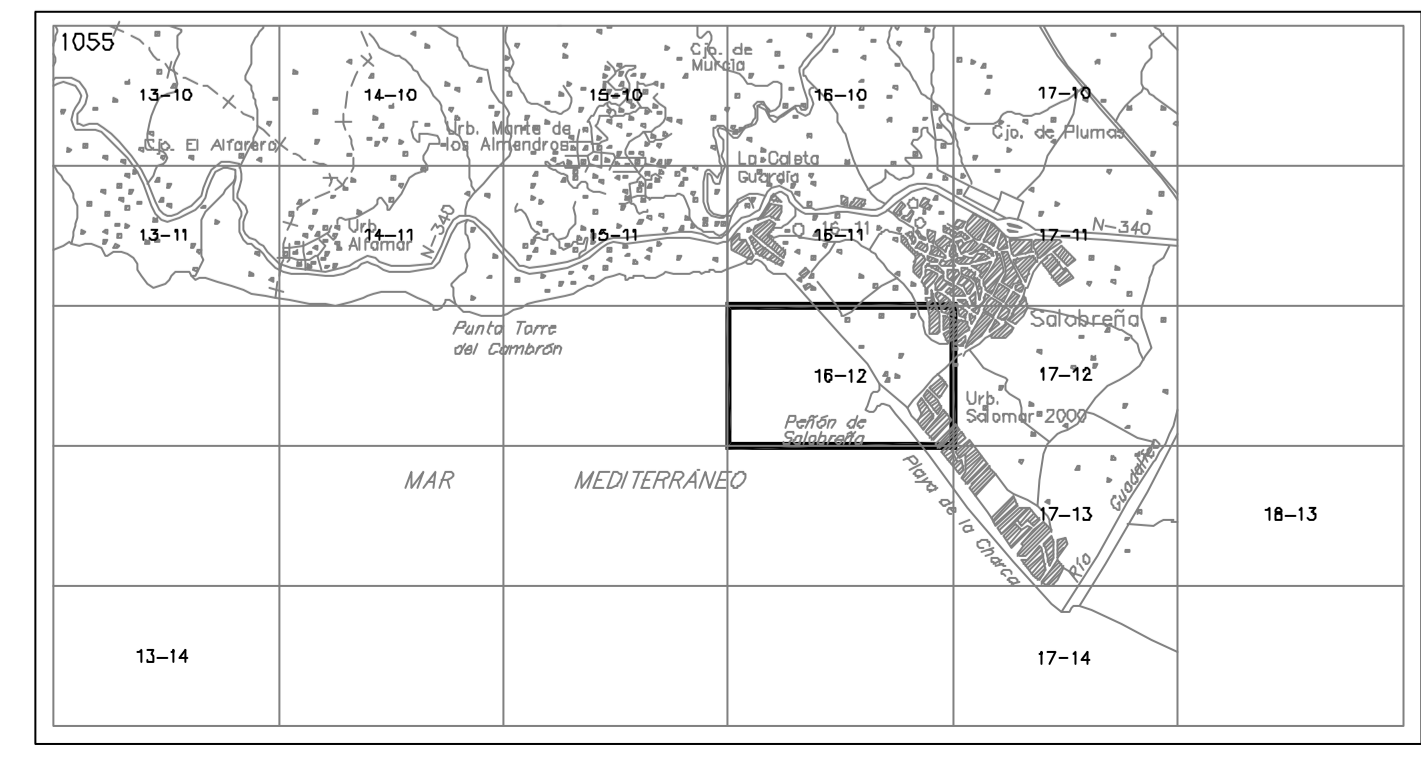 1055
Cjo. de
Murcia
13-10
14-10
15-10
16-10
17-10
Cjo. El Alfarero
Urb. Monte de
los Almendros
Cjo. de Plumas
La Caleta
Guardia
13-11
Urb.
Alfamar
14-11
N-340
15-11
16-11
16-11
17-11
N-340
Punta Torre
del Cambrón
Salobreña
16-12
17-12
Urb.
Salomar 2000
Peñón de
Salobreña
MAR MEDITERRÁNEO
Playa de la Charca
17-13
Río Guadalfeo
18-13
13-14
17-14